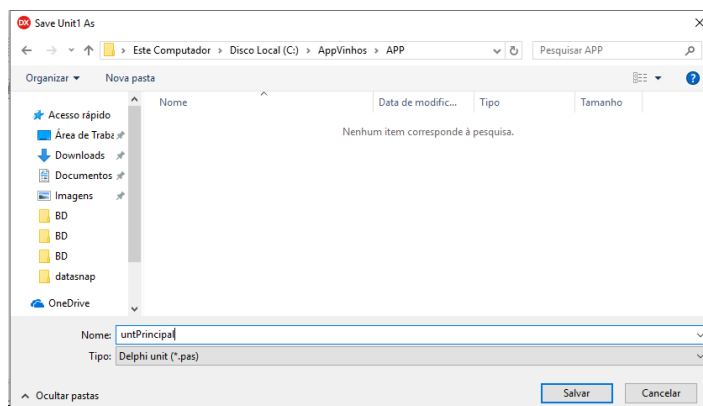 DX Save Unit1 As
Este Computador > Disco Local (C:) > AppVinhos > APP
Pesquisar APP
Organizar
Nova pasta
?
Nome
Data de modific...
Tipo
Tamanho
Nenhum item corresponde à pesquisa.
Acesso rápido
Área de Traba
Downloads
Documentos
Imagens
BD
BD
BD
datasnap
OneDrive
Nome: untPrincipal
Tipo: Delphi unit (*.pas)
Ocultar pastas
Salvar
Cancelar